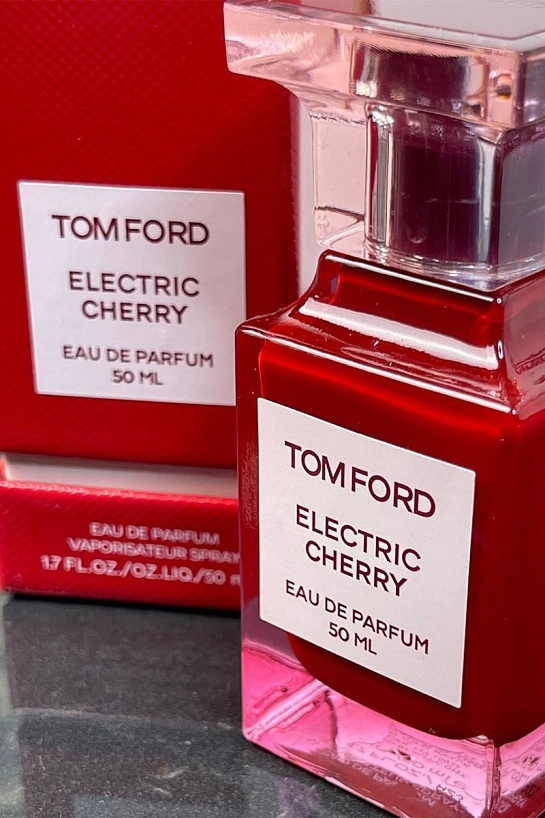 TOM FORD
ELECTRIC
CHERRY
EAU DE PARFUM
50 ML
EAU DE PARFUM
VAPORISATEUR SPRAY
1.7 FL.OZ./OZ.LIQ./50
TOM FORD
ELECTRIC
CHERRY
EAU DE PARFUM
50 ML